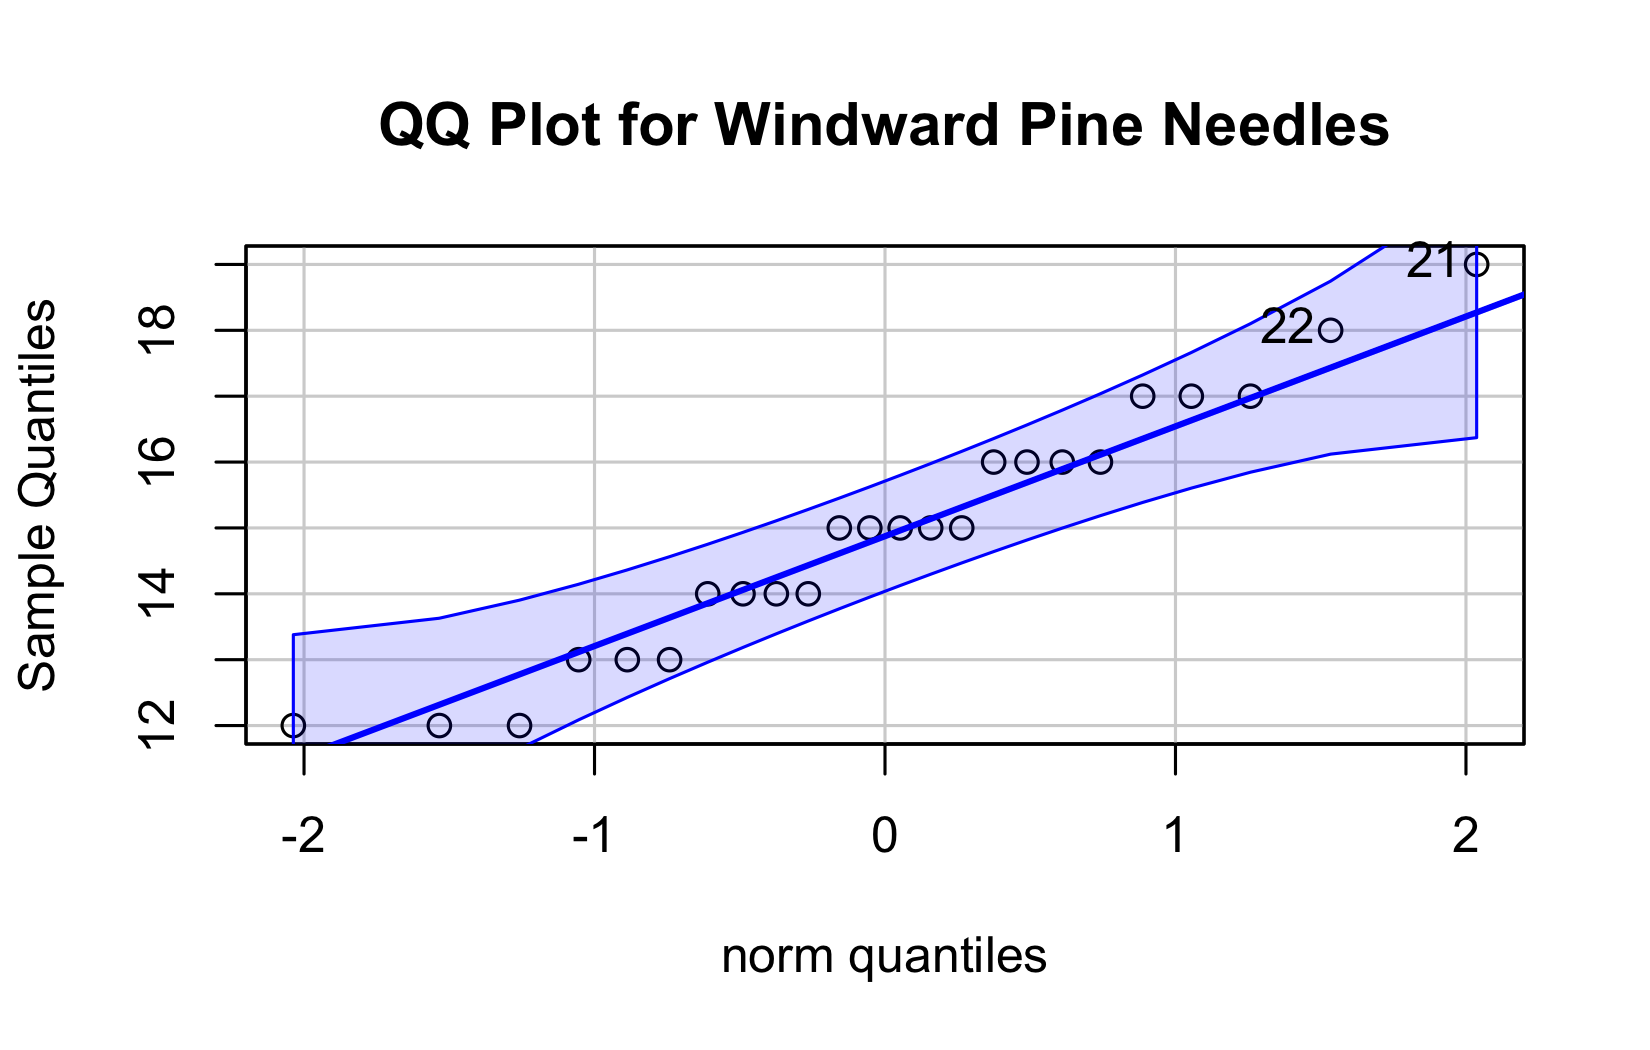 QQ Plot for Windward Pine Needles
Sample Quantiles
18
16
14
12
21
22
-2 -1 0 1 2
norm quantiles